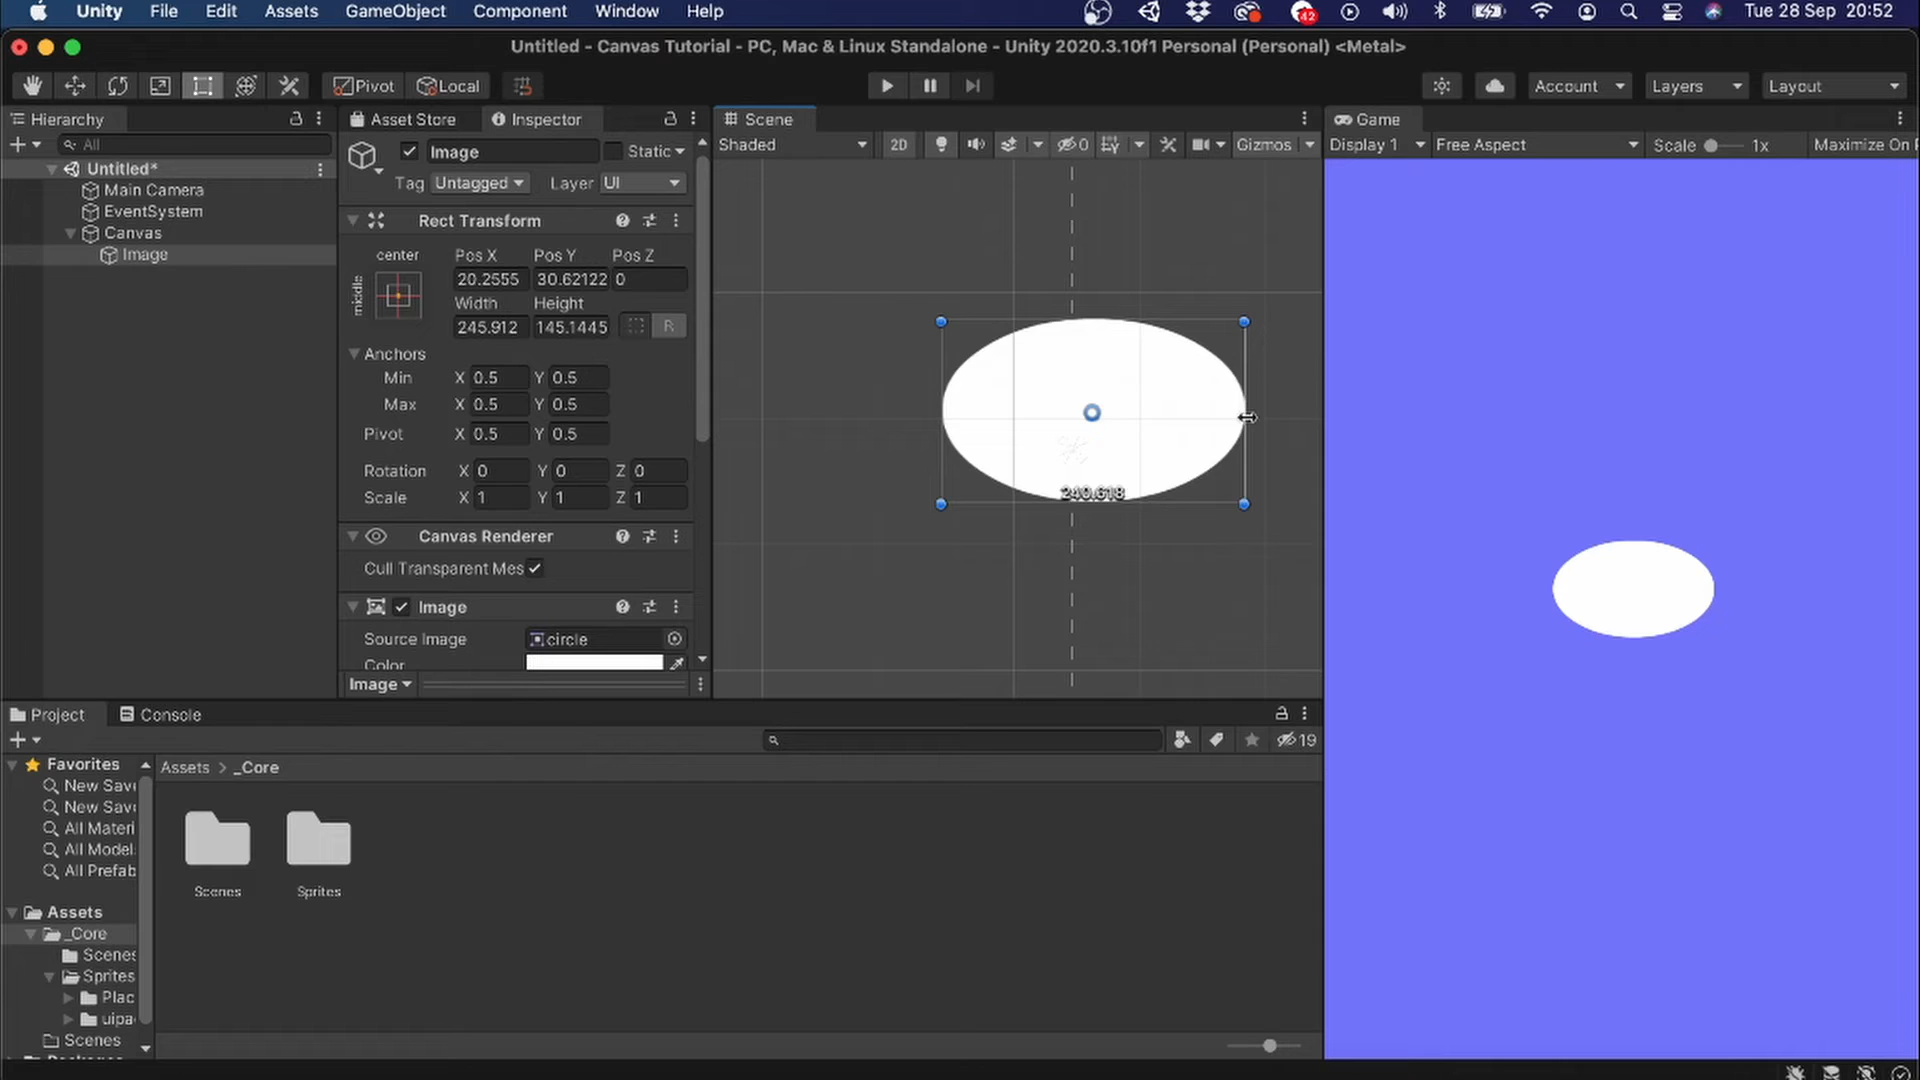 Unity File Edit Assets GameObject Component Window Help 42 Tue 28 Sep 20:52
Untitled - Canvas Tutorial - PC, Mac & Linux Standalone - Unity 2020.3.10f1 Personal (Personal) <Metal>
Pivot Local Account Layers Layout
Hierarchy
All
Untitled*
Main Camera
EventSystem
Canvas
Image
Asset Store Inspector
Image Static
Tag Untagged Layer UI
Rect Transform
center Pos X Pos Y Pos Z
middle
20.2555 30.62122 0
Width Height
245.912 145.1445 R
Anchors
Min X 0.5 Y 0.5
Max X 0.5 Y 0.5
Pivot X 0.5 Y 0.5
Rotation X 0 Y 0 Z 0
Scale X 1 Y 1 Z 1
Canvas Renderer
Cull Transparent Mes
Image
Source Image circle
Color
Image
Scene
Shaded 2D 0 Gizmos
240.618
Game
Display 1 Free Aspect Scale 1x Maximize On
Project Console
19
Favorites
New Save
New Save
All Materi
All Model
All Prefab
Assets
_Core
Scenes
Sprites
Plac
uipa
Scenes
Assets > _Core
Scenes Sprites